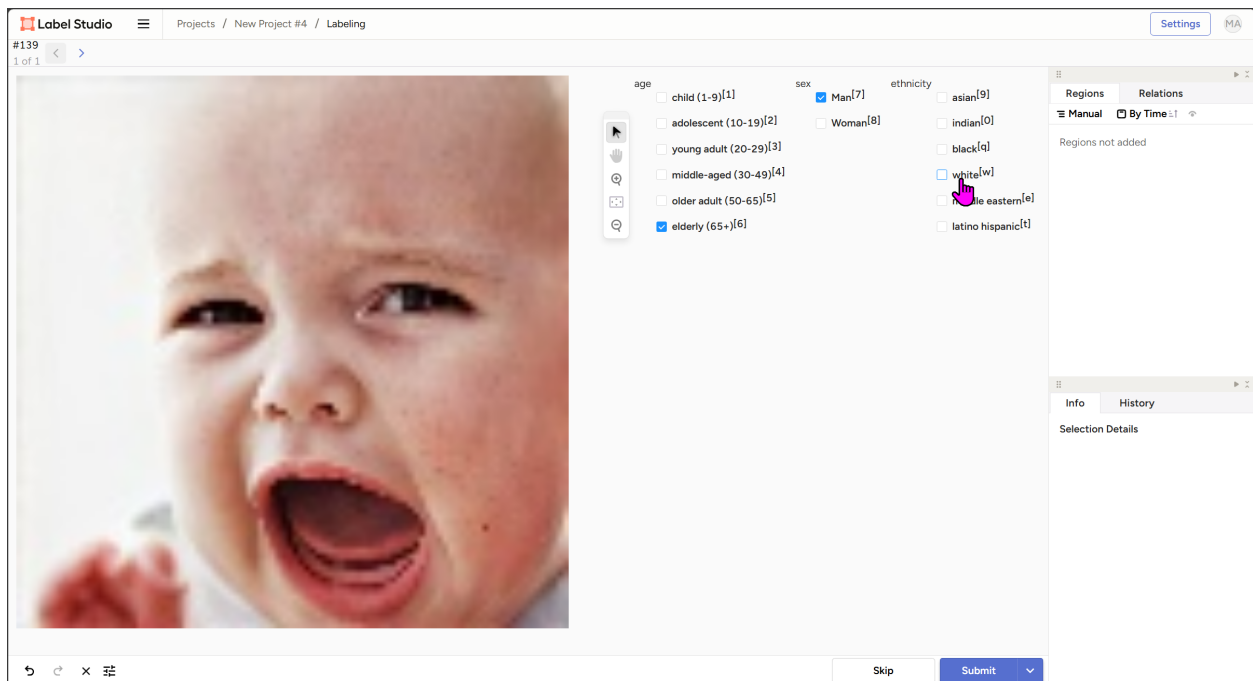 Label Studio
Projects / New Project #4 / Labeling
Settings
MA
#139
1 of 1
age
child (1-9)[1]
adolescent (10-19)[2]
young adult (20-29)[3]
middle-aged (30-49)[4]
older adult (50-65)[5]
elderly (65+)[6]
sex
Man[7]
Woman[8]
ethnicity
asian[9]
indian[0]
black[q]
white[w]
eastern[e]
latino hispanic[t]
Regions Relations
Manual By Time
Regions not added
Info History
Selection Details
Skip Submit